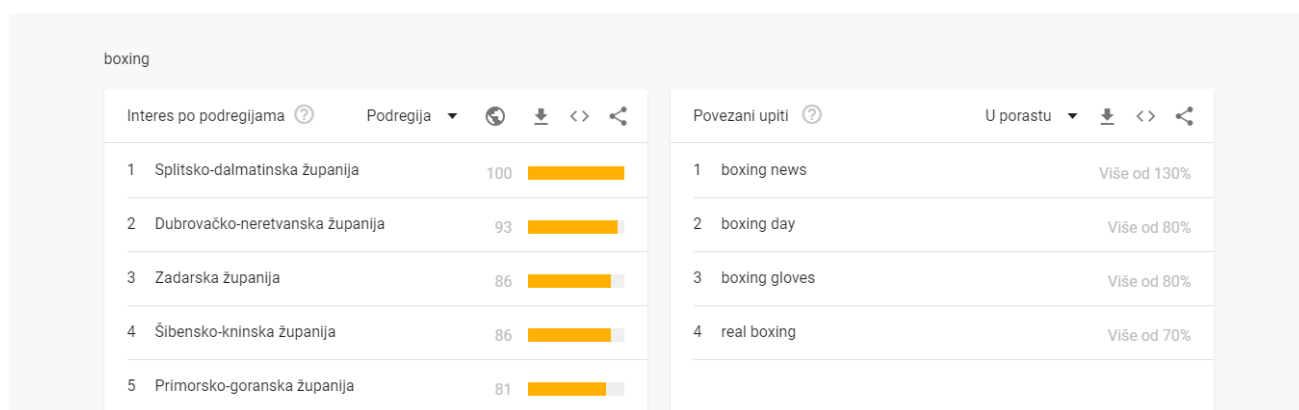 boxing
Interes po podregijama ? Podregija
1 Splitsko-dalmatinska županija 100
2 Dubrovačko-neretvanska županija 93
3 Zadarska županija 86
4 Šibensko-kninska županija 86
5 Primorsko-goranska županija 81
Povezani upiti ? U porastu
1 boxing news Više od 130%
2 boxing day Više od 80%
3 boxing gloves Više od 80%
4 real boxing Više od 70%